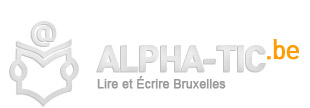 @
ALPHA-TIC.be
Lire et Écrire Bruxelles